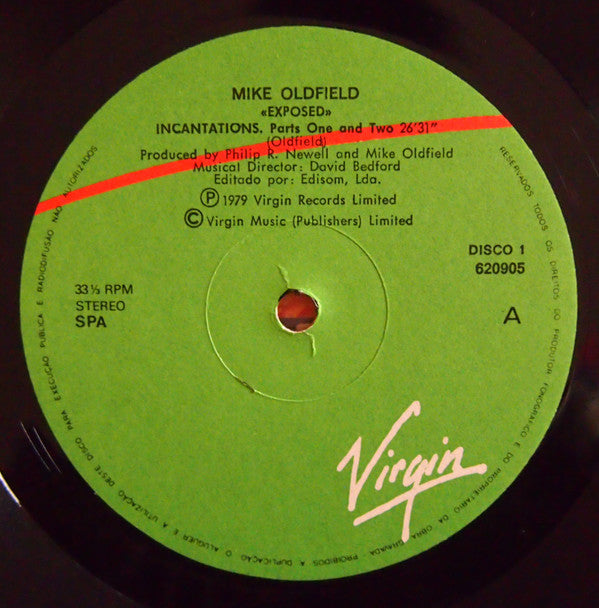 MIKE OLDFIELD
«EXPOSED»
INCANTATIONS. Parts One and Two 26'31"
(Oldfield)
Produced by Philip R. Newell and Mike Oldfield
Musical Director: David Bedford
Editado por: Edisom, Lda.
Ⓟ 1979 Virgin Records Limited
© Virgin Music (Publishers) Limited
DISCO 1
620905
33⅓ RPM
STEREO
SPA
A
Virgin
RESERVADOS TODOS OS DIREITOS DO PRODUTOR FONOGRÁFICO E DO PROPRIETÁRIO DA OBRA GRAVADA. PROIBIDOS A DUPLICAÇÃO O ALUGUER E A UTILIZAÇÃO DESTE DISCO PARA EXECUÇÃO PÚBLICA E RADIODIFUSÃO NÃO AUTORIZADOS